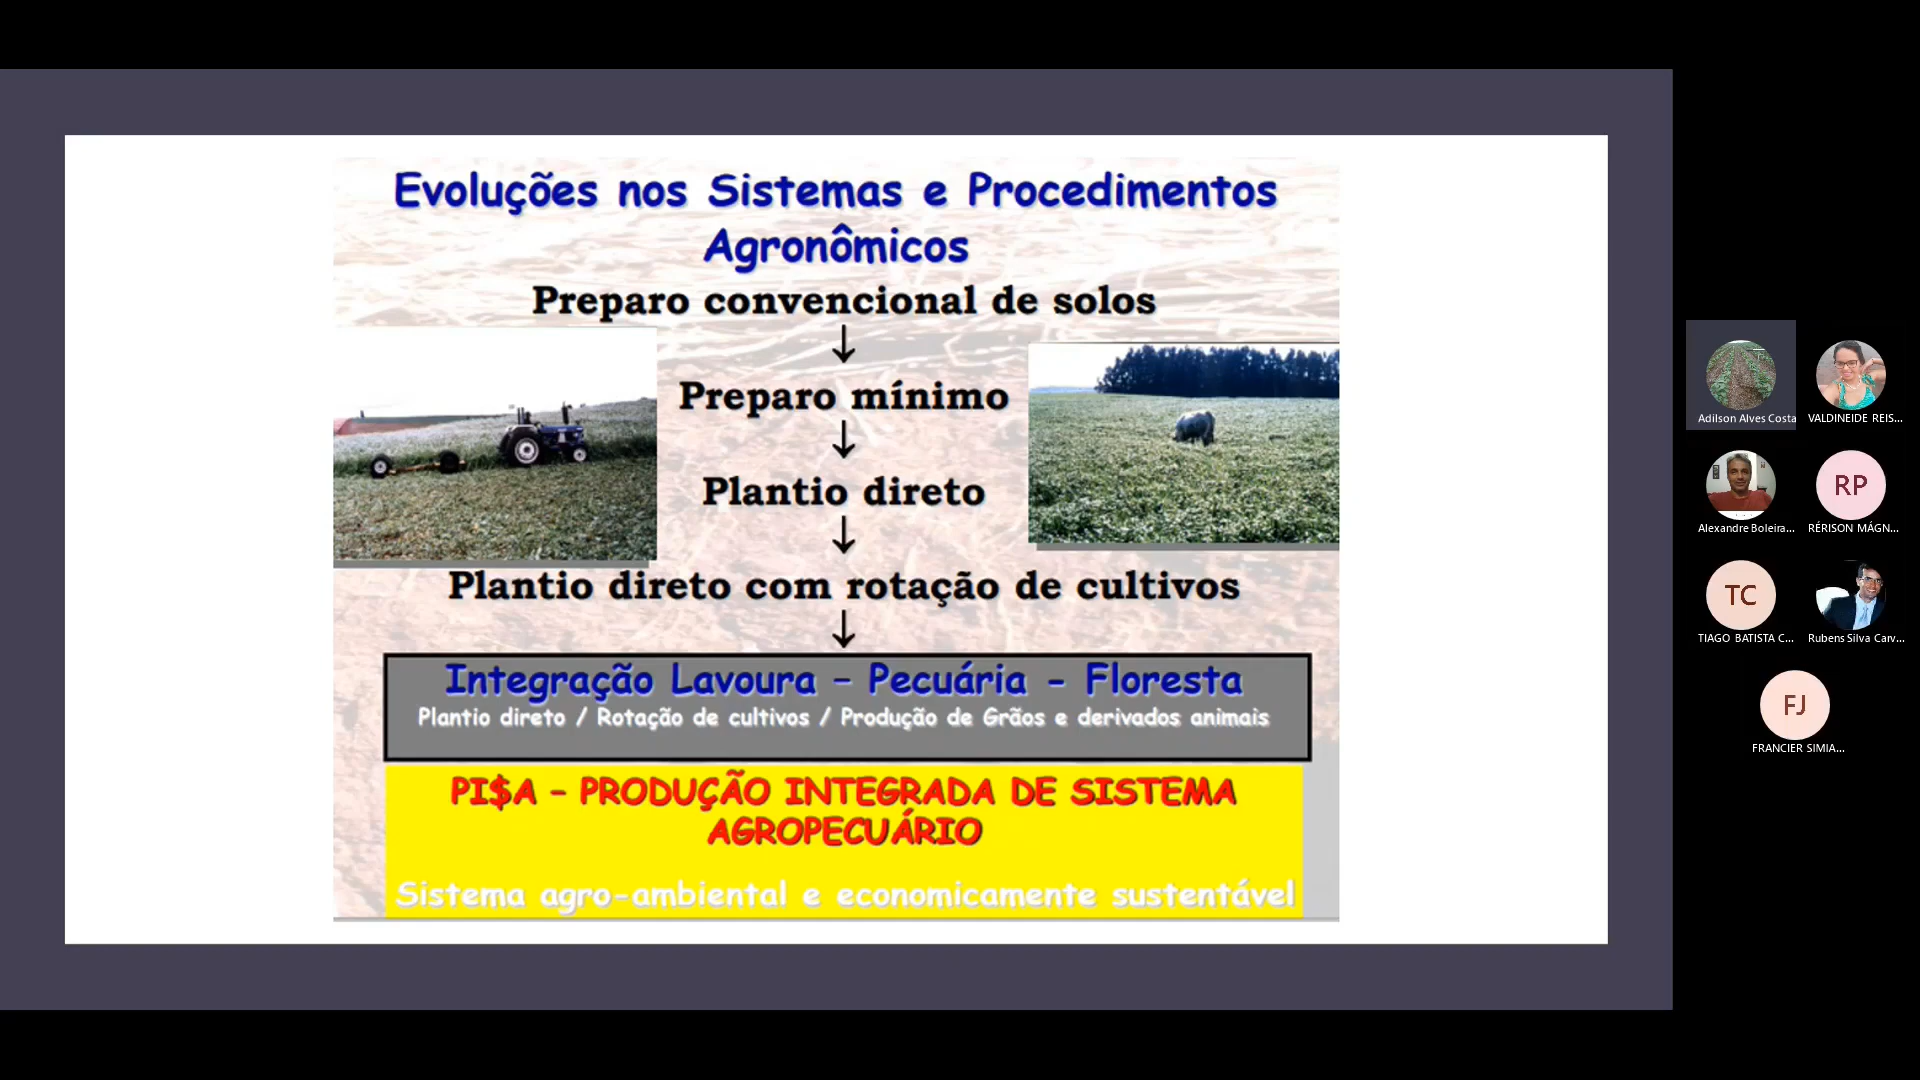 Evoluções nos Sistemas e Procedimentos
Agronômicos
Preparo convencional de solos
↓
Preparo mínimo
↓
Plantio direto
↓
Plantio direto com rotação de cultivos
↓
Integração Lavoura – Pecuária - Floresta
Plantio direto / Rotação de cultivos / Produção de Grãos e derivados animais
PI$A – PRODUÇÃO INTEGRADA DE SISTEMA
AGROPECUÁRIO
Sistema agro-ambiental e economicamente sustentável
Adilson Alves Costa
VALDINEIDE REIS...
Alexandre Boleira...
RP
RÉRISON MÁGN...
TC
TIAGO BATISTA C...
Rubens Silva Carv...
FJ
FRANCIER SIMIA...